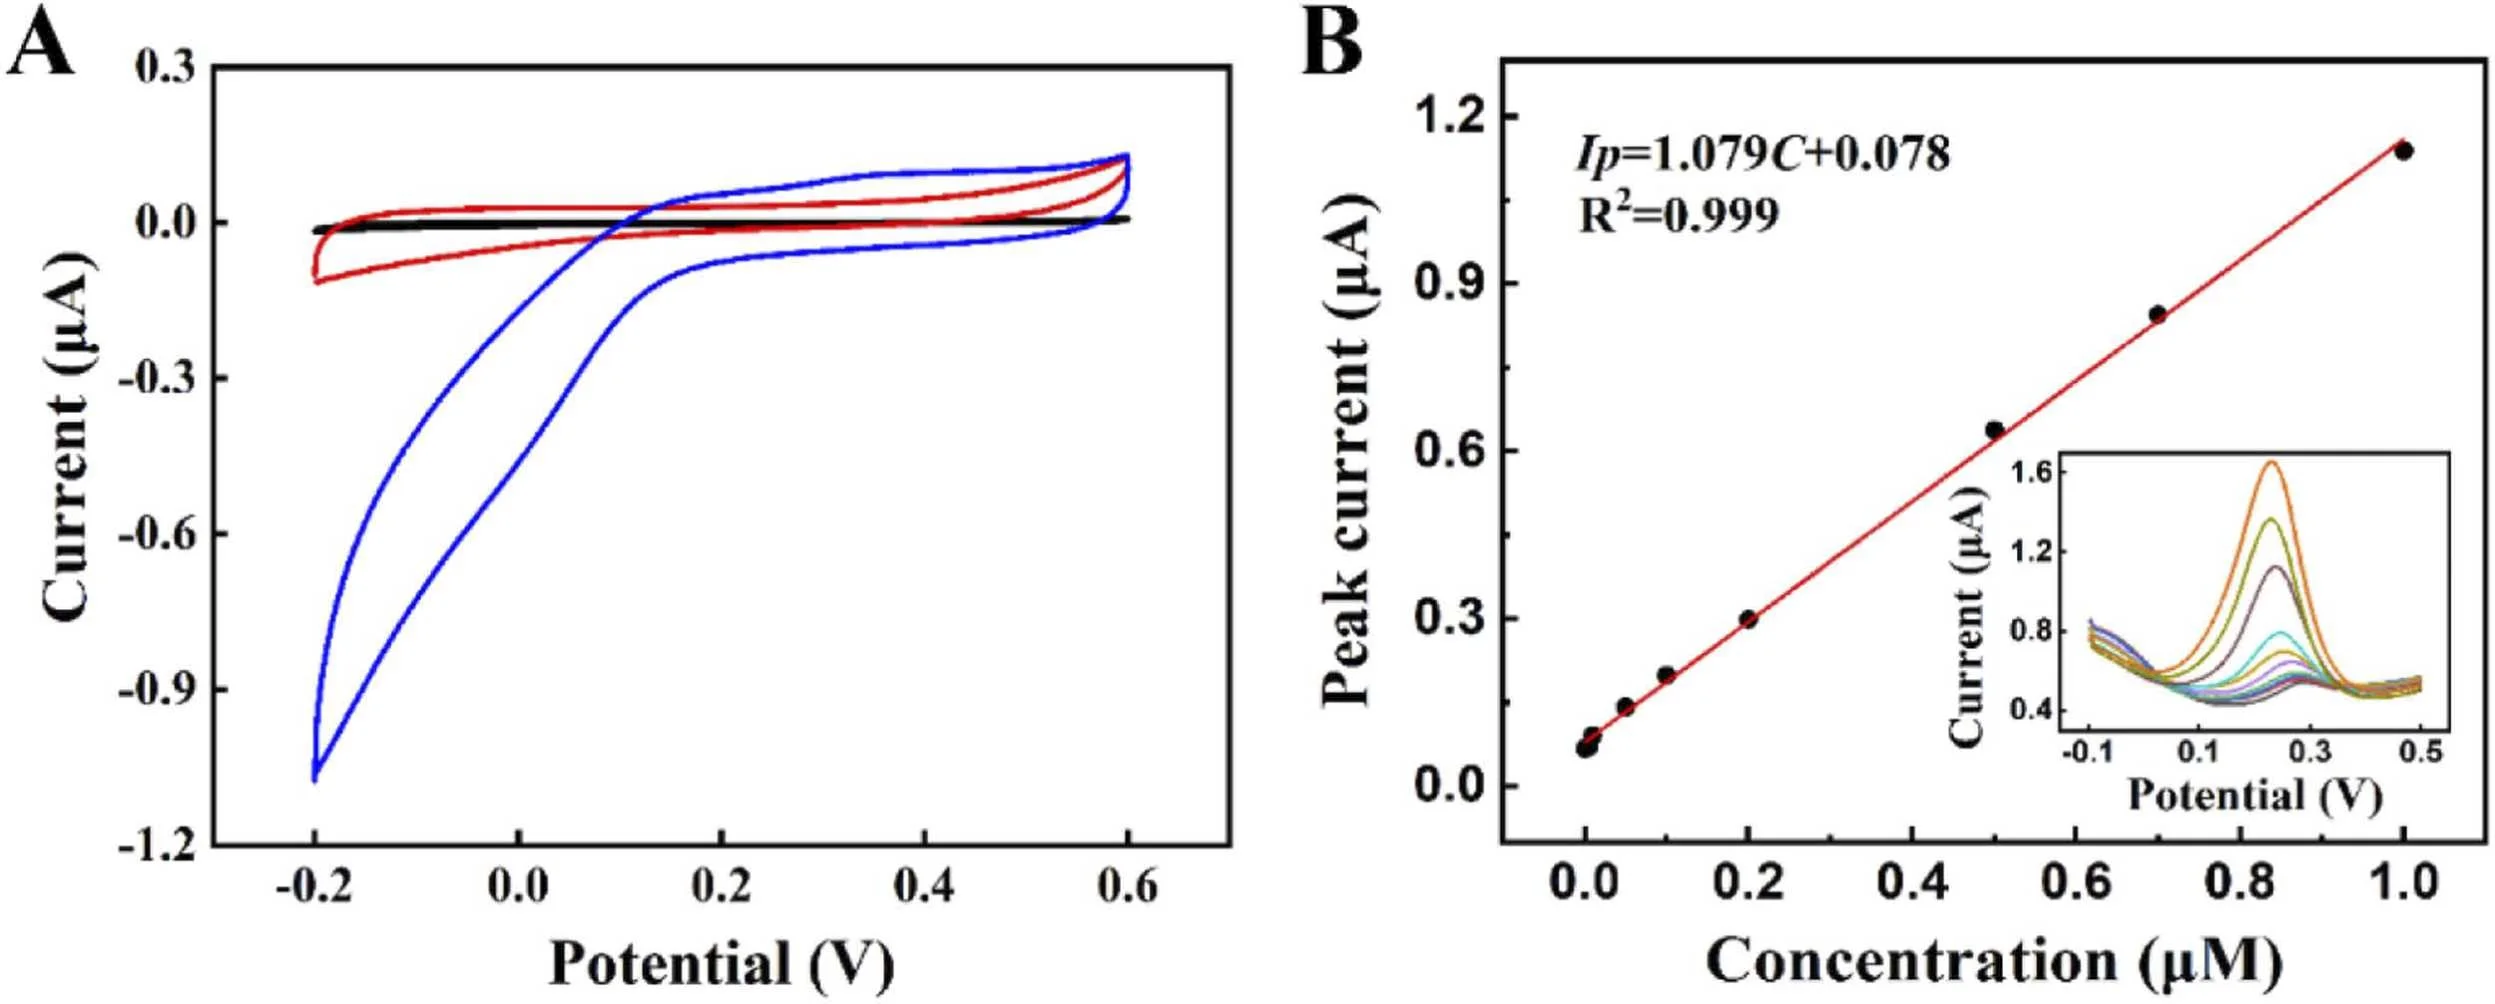 A
0.3
0.0
-0.3
-0.6
-0.9
-1.2
Current (μA)
-0.2 0.0 0.2 0.4 0.6
Potential (V)
B
1.2
0.9
0.6
0.3
0.0
Peak current (μA)
Ip=1.079C+0.078
R²=0.999
1.6
1.2
0.8
0.4
Current (μA)
-0.1 0.1 0.3 0.5
Potential (V)
0.0 0.2 0.4 0.6 0.8 1.0
Concentration (μM)